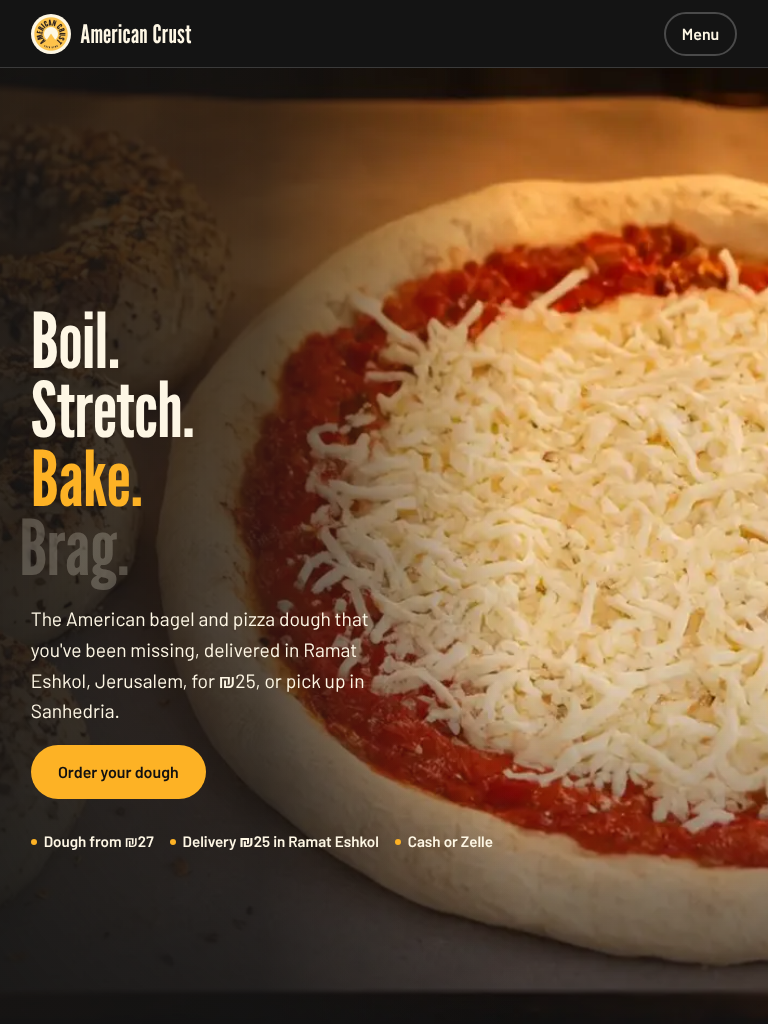 AMERICAN CRUST
American Crust
Menu
Boil.
Stretch.
Bake.
Brag.
The American bagel and pizza dough that
you've been missing, delivered in Ramat
Eshkol, Jerusalem, for ₪25, or pick up in
Sanhedria.
Order your dough
Dough from ₪27
Delivery ₪25 in Ramat Eshkol
Cash or Zelle